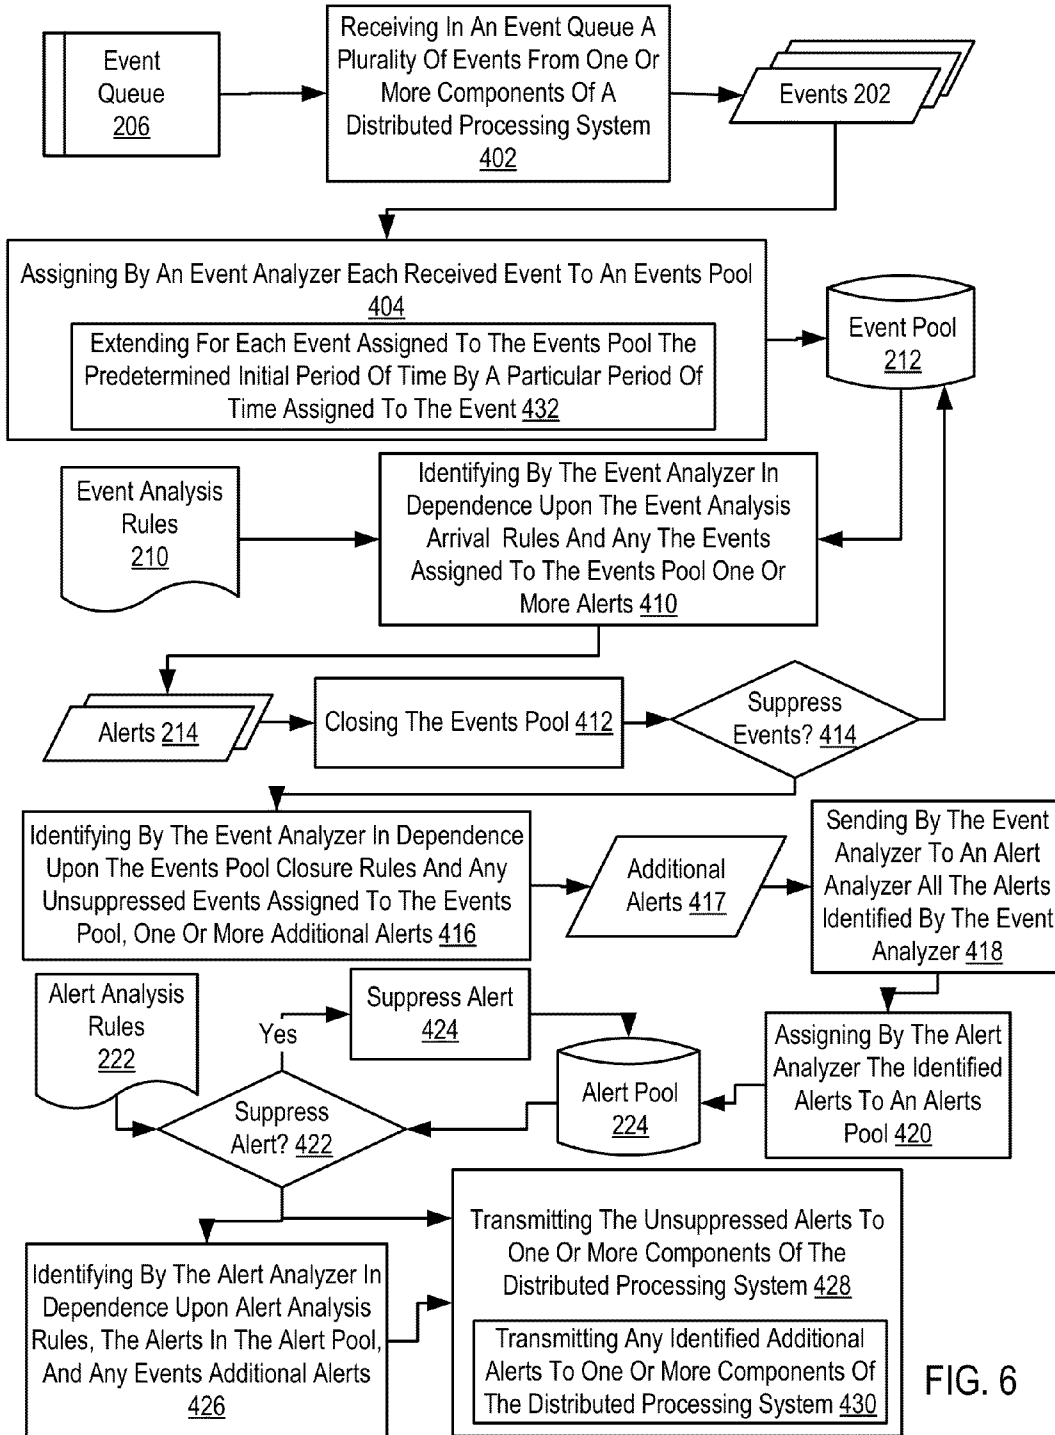 Event
Queue
206
Receiving In An Event Queue A
Plurality Of Events From One Or
More Components Of A
Distributed Processing System
402
Events 202
Assigning By An Event Analyzer Each Received Event To An Events Pool
404
Extending For Each Event Assigned To The Events Pool The
Predetermined Initial Period Of Time By A Particular Period Of
Time Assigned To The Event 432
Event Pool
212
Event Analysis
Rules
210
Identifying By The Event Analyzer In
Dependence Upon The Event Analysis
Arrival Rules And Any The Events
Assigned To The Events Pool One Or
More Alerts 410
Alerts 214
Closing The Events Pool 412
Suppress
Events? 414
Identifying By The Event Analyzer In Dependence
Upon The Events Pool Closure Rules And Any
Unsuppressed Events Assigned To The Events
Pool, One Or More Additional Alerts 416
Additional
Alerts 417
Sending By The Event
Analyzer To An Alert
Analyzer All The Alerts
Identified By The Event
Analyzer 418
Alert Analysis
Rules
222
Yes
Suppress Alert
424
Alert Pool
224
Assigning By The Alert
Analyzer The Identified
Alerts To An Alerts
Pool 420
Suppress
Alert? 422
Identifying By The Alert Analyzer In
Dependence Upon Alert Analysis
Rules, The Alerts In The Alert Pool,
And Any Events Additional Alerts
426
Transmitting The Unsuppressed Alerts To
One Or More Components Of The
Distributed Processing System 428
Transmitting Any Identified Additional
Alerts To One Or More Components Of
The Distributed Processing System 430
FIG. 6